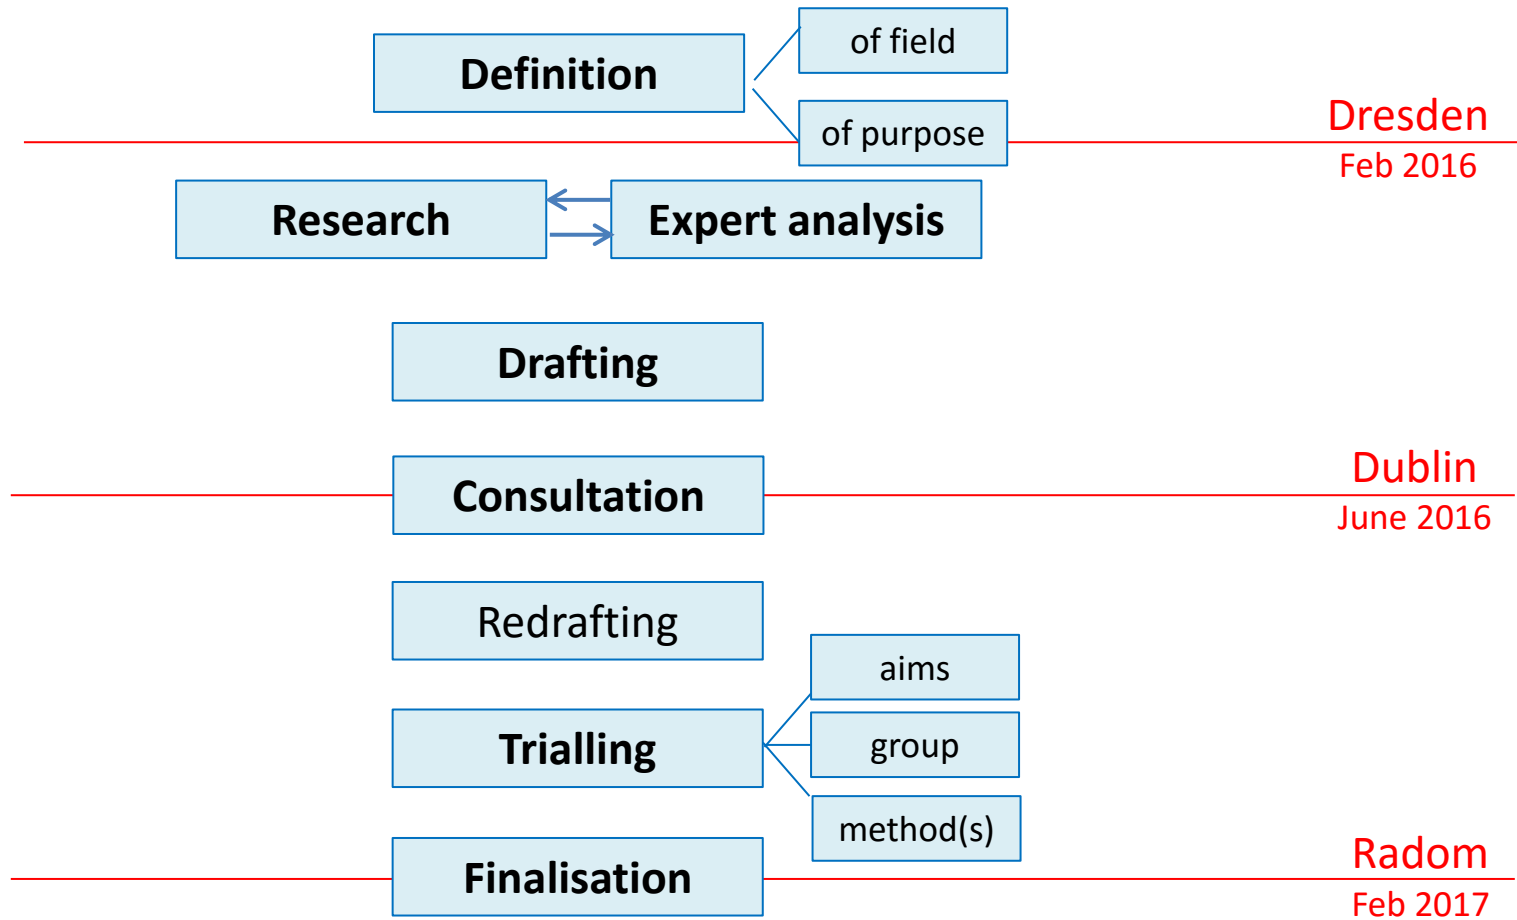 Definition
of field
of purpose
Dresden
Feb 2016
Research
Expert analysis
Drafting
Consultation
Dublin
June 2016
Redrafting
Trialling
aims
group
method(s)
Finalisation
Radom
Feb 2017